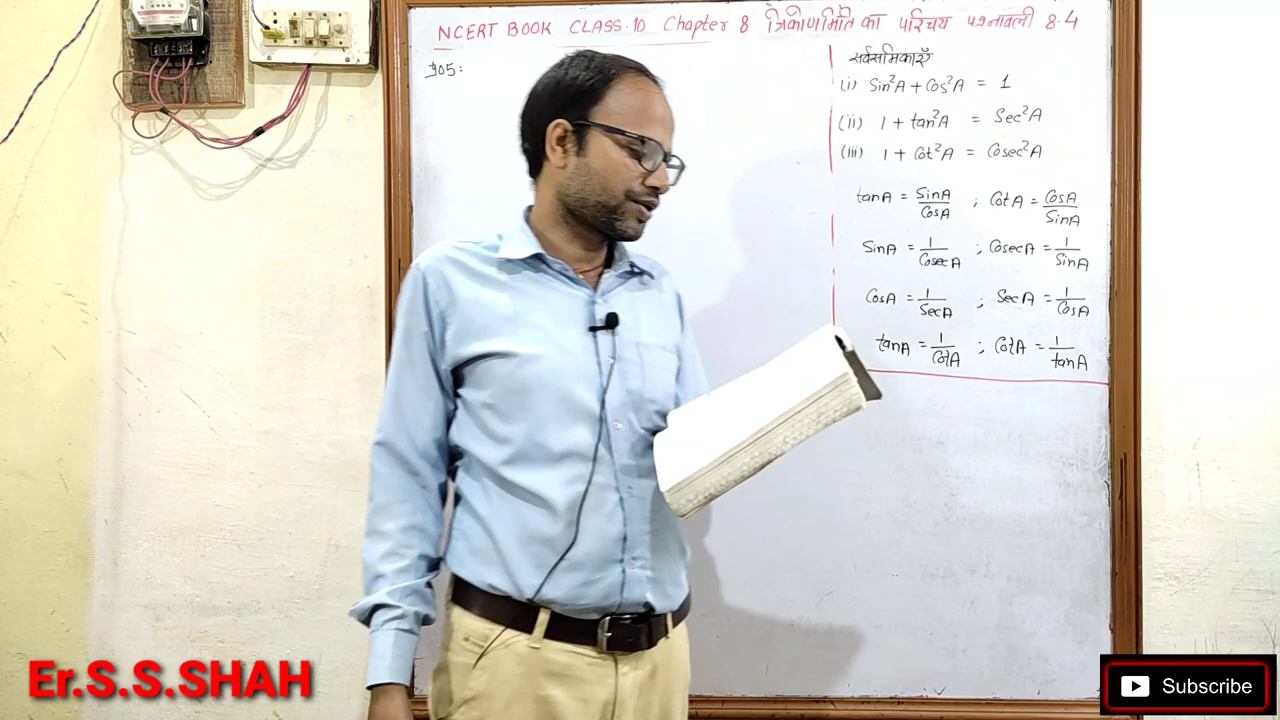 NCERT BOOK CLASS-10 Chapter 8 त्रिकोणमिति का परिचय प्रश्नावली 8.4
प्र05:
सर्वसमिकाएँ
(i) Sin²A + Cos²A = 1
(ii) 1 + tan²A = Sec²A
(iii) 1 + Cot²A = Cosec²A
tanA = SinA/CosA ; CotA = CosA/SinA
SinA = 1/CosecA ; CosecA = 1/SinA
CosA = 1/SecA ; SecA = 1/CosA
tanA = 1/CotA ; CotA = 1/tanA
Er.S.S.SHAH
Subscribe